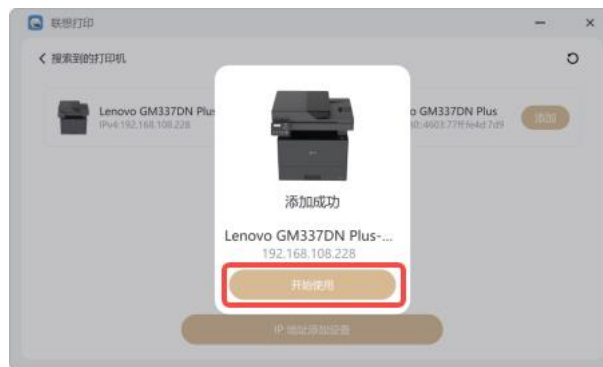 联想打印
搜索到的打印机
Lenovo GM337DN Plus
IPv4:192.168.108.228
GM337DN Plus
添加
添加成功
Lenovo GM337DN Plus-...
192.168.108.228
开始使用
IP 地址添加设备